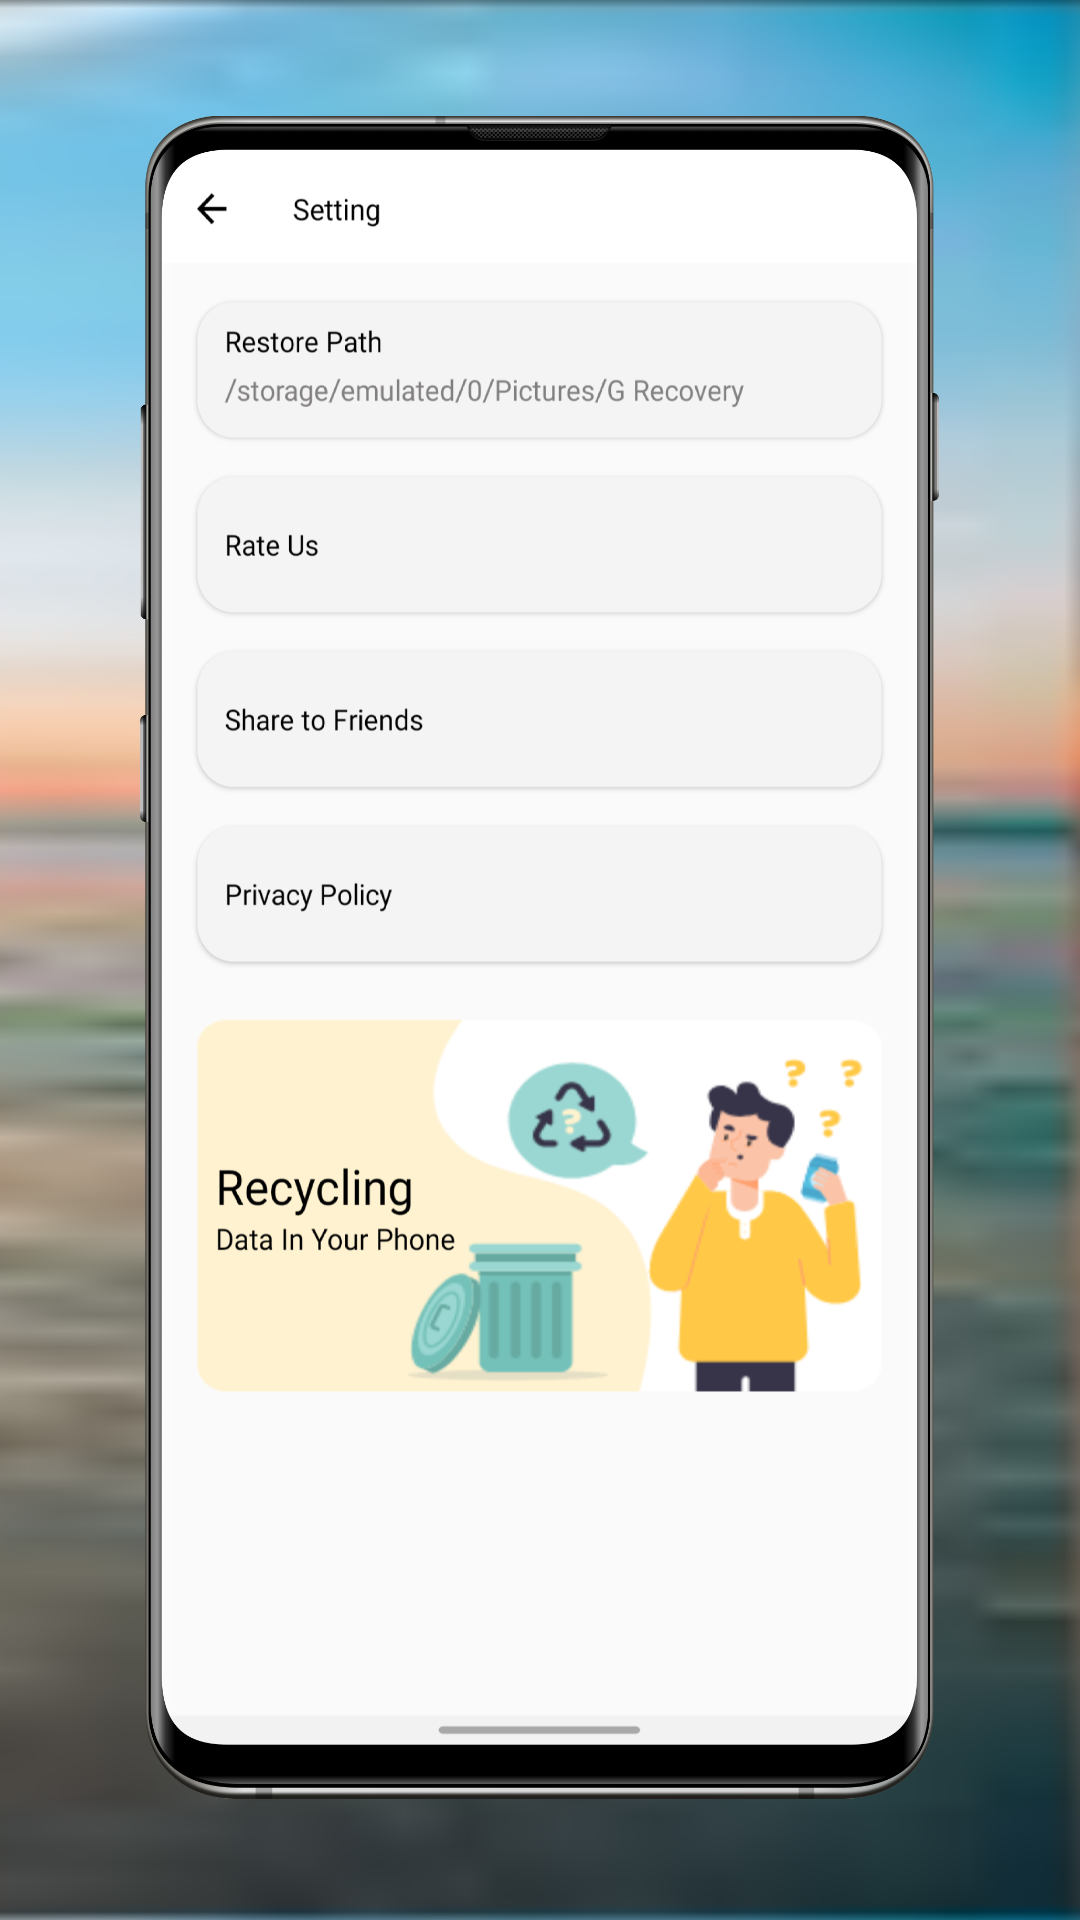 Setting
Restore Path
/storage/emulated/0/Pictures/G Recovery
Rate Us
Share to Friends
Privacy Policy
? ?
?
?
Recycling
Data In Your Phone